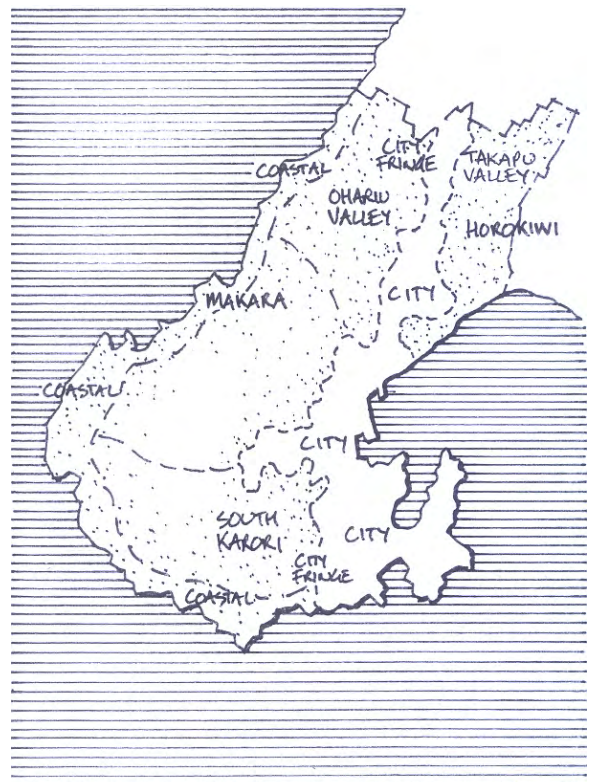 CITY
FRINGE
TAKAPU
VALLEY
COASTAL
OHARIU
VALLEY
HOROKIWI
CITY
MAKARA
COASTAL
CITY
SOUTH
KARORI
CITY
CITY
FRINGE
COASTAL